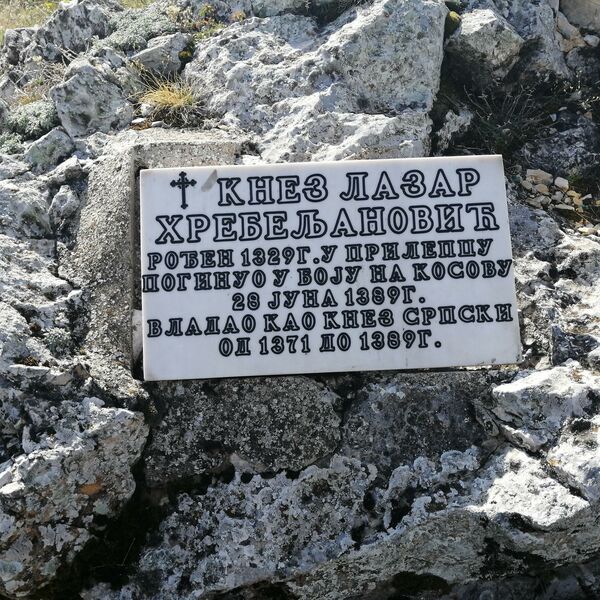 КНЕЗ ЛАЗАР
ХРЕБЕЉАНОВИЋ
РОЂЕН 1329Г. У ПРИЛЕПЦУ
ПОГИНУО У БОЈУ НА КОСОВУ
28 ЈУНА 1389Г.
ВЛАДАО КАО КНЕЗ СРПСКИ
ОД 1371 ДО 1389Г.